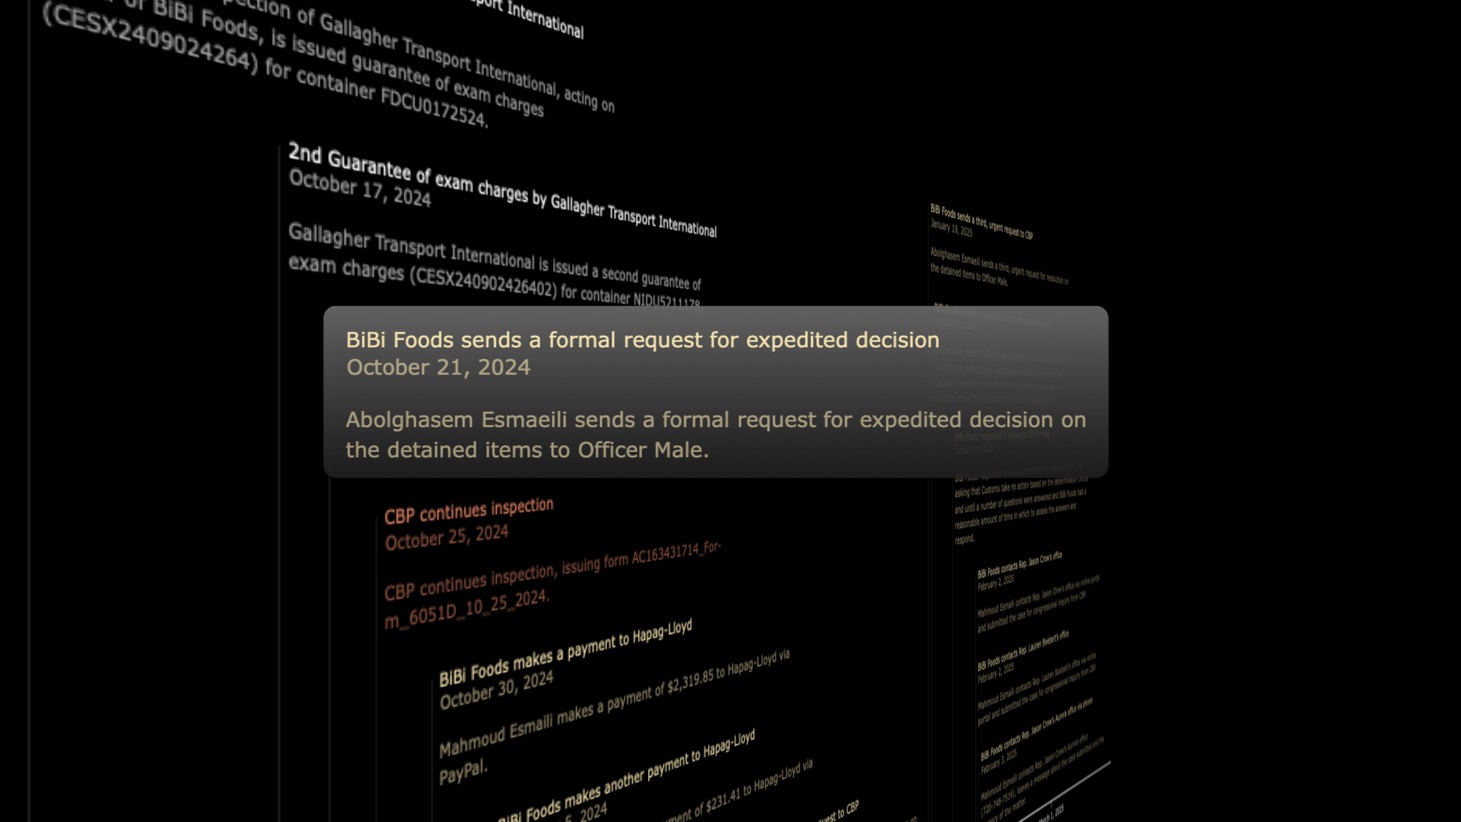 port International
ection of Gallagher Transport International, acting on
of BiBi Foods, is issued guarantee of exam charges
(CESX2409024264) for container FDCU0172524.
2nd Guarantee of exam charges by Gallagher Transport International
October 17, 2024
Gallagher Transport International is issued a second guarantee of
exam charges (CESX240902426402) for container NIDU5211178
BiBi Foods sends a formal request for expedited decision
October 21, 2024
Abolghasem Esmaeili sends a formal request for expedited decision on
the detained items to Officer Male.
CBP continues inspection
October 25, 2024
CBP continues inspection, issuing form AC163431714_For-
m_6051D_10_25_2024.
BiBi Foods makes a payment to Hapag-Lloyd
October 30, 2024
Mahmoud Esmaili makes a payment of $2,319.85 to Hapag-Lloyd via
PayPal.
BiBi Foods makes another payment to Hapag-Lloyd
5, 2024
ment of $231.41 to Hapag-Lloyd via
quest to CBP
BiBi Foods sends a third, urgent request to CBP
January 19, 2025
Abolghasem Esmaeili sends a third, urgent request for resolution on
the detained items to Officer Male.
asking that Customs take no action based on the determination
and until a number of questions were answered and BiBi Foods had a
reasonable amount of time in which to assess the answers and
respond.
BiBi Foods contacts Rep. Jason Crow's office
February 2, 2025
Mahmoud Esmaili contacts Rep. Jason Crow's office via online portal
and submitted the case for congressional inquiry from CBP.
BiBi Foods contacts Rep. Lauren Boebert's office
February 2, 2025
Mahmoud Esmaili contacts Rep. Lauren Boebert's office via online
portal and submitted the case for congressional inquiry from CBP.
BiBi Foods contacts Rep. Jason Crow's Aurora office via phone
February 3, 2025
Mahmoud Esmaili contacts Rep. Jason Crow's Aurora office
(720-748-7514), leaves a message about the case submitted and the
of the matter.
March 1, 2025